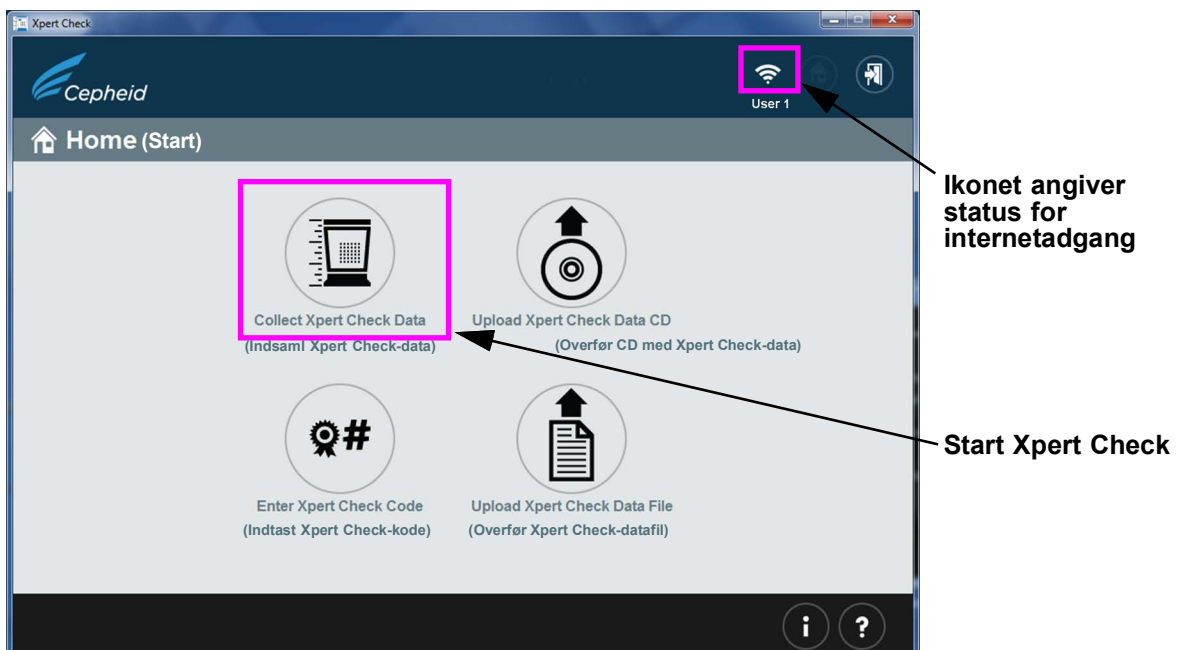 Xpert Check
Cepheid
User 1
Home (Start)
Ikonet angiver
status for
internetadgang
Collect Xpert Check Data
(Indsaml Xpert Check-data)
Upload Xpert Check Data CD
(Overfør CD med Xpert Check-data)
Start Xpert Check
#
Enter Xpert Check Code
(Indtast Xpert Check-kode)
Upload Xpert Check Data File
(Overfør Xpert Check-datafil)
i ?